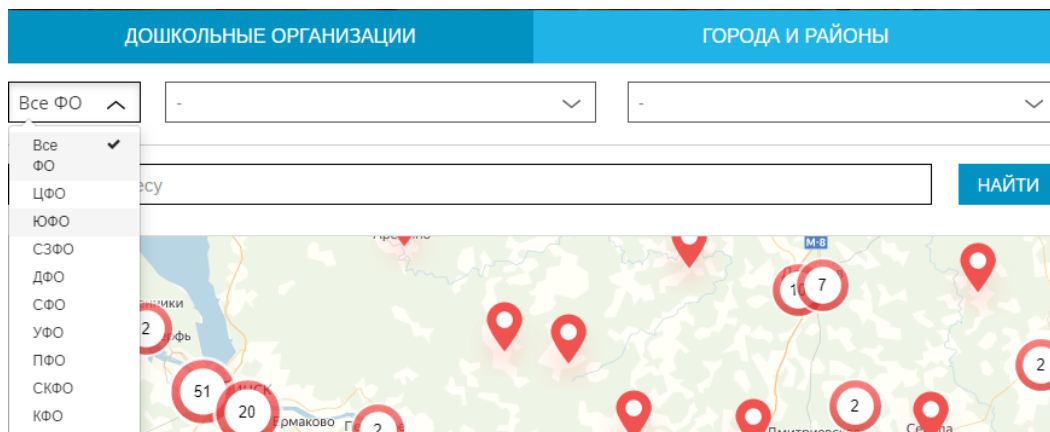 ДОШКОЛЬНЫЕ ОРГАНИЗАЦИИ
ГОРОДА И РАЙОНЫ
Все ФО
-
-
Все
ФО
ЦФО
ЮФО
СЗФО
ДФО
СФО
УФО
ПФО
СКФО
КФО
НАЙТИ
М-8
10
7
2
2
51
20
Ермаково
2
2